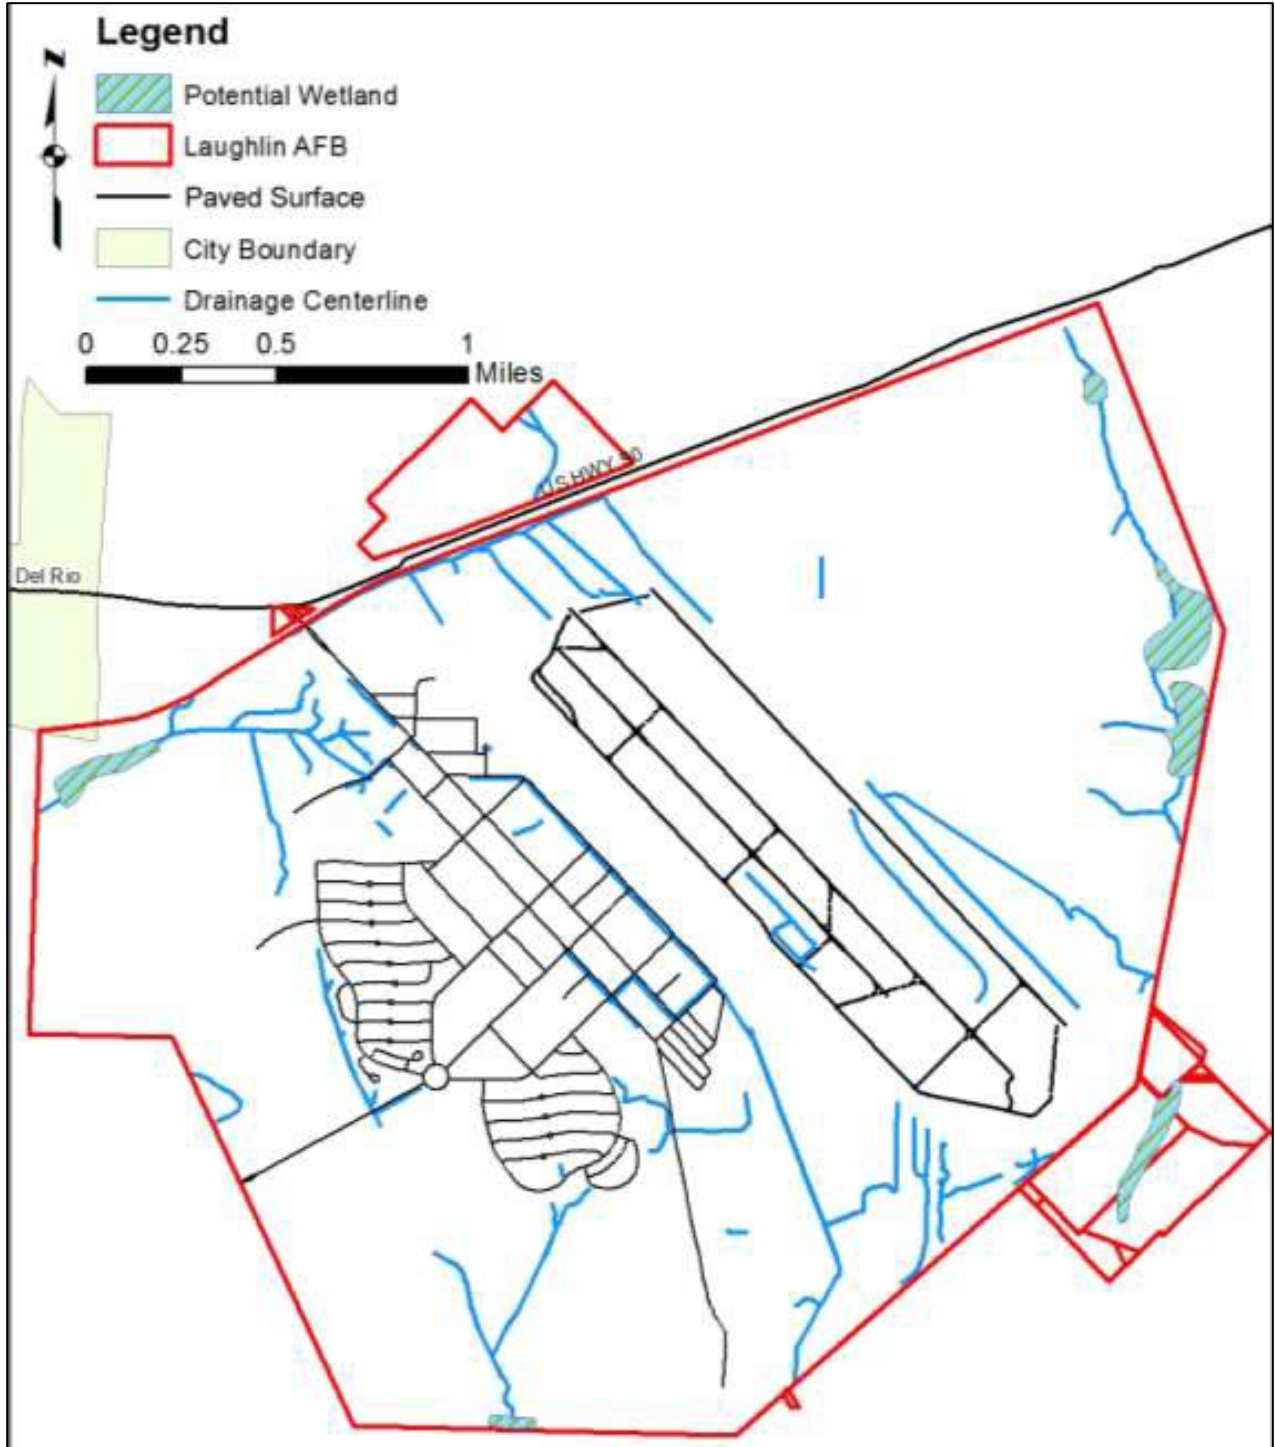 Legend
N
Potential Wetland
Laughlin AFB
Paved Surface
City Boundary
Drainage Centerline
0 0.25 0.5 1
Miles
US HWY 90
Del Rio